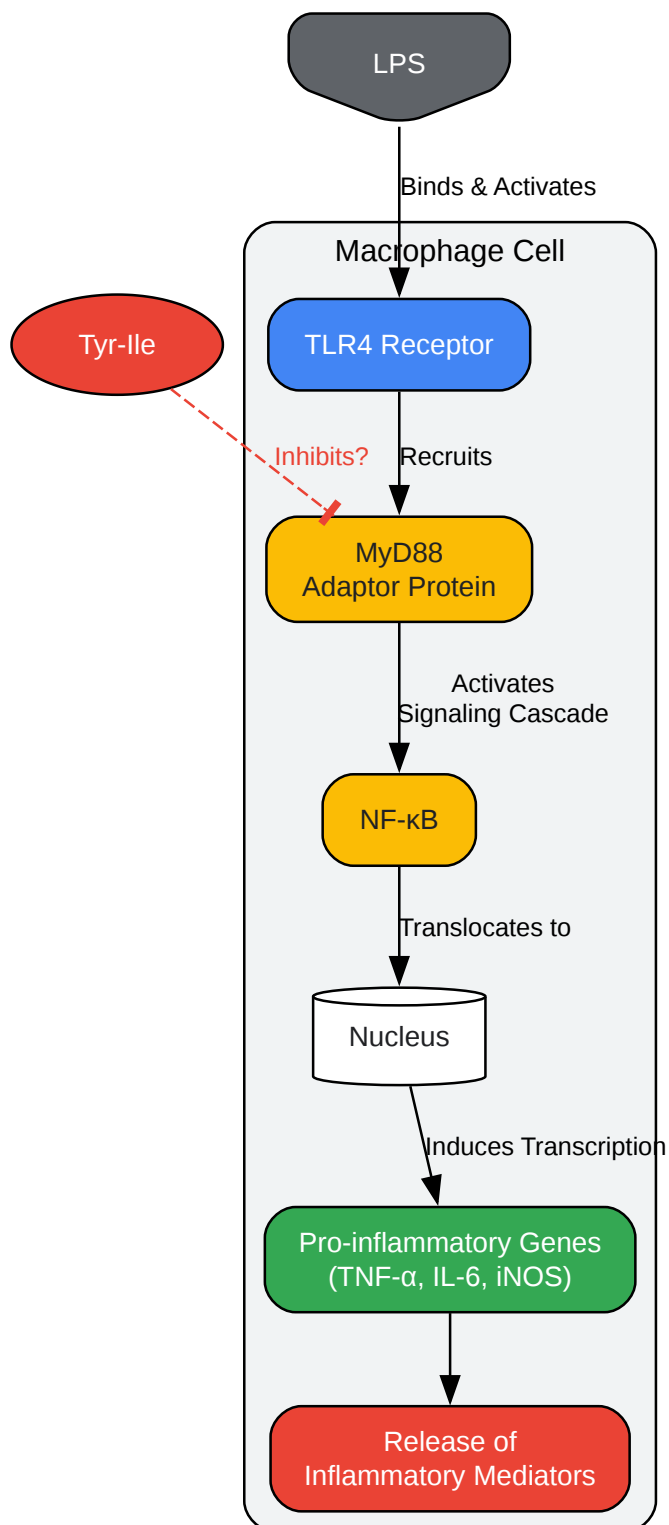 LPS
Binds & Activates
Macrophage Cell
Tyr-Ile
TLR4 Receptor
Inhibits?
Recruits
MyD88
Adaptor Protein
Activates
Signaling Cascade
NF-κB
Translocates to
Nucleus
Induces Transcription
Pro-inflammatory Genes
(TNF-α, IL-6, iNOS)
Release of
Inflammatory Mediators